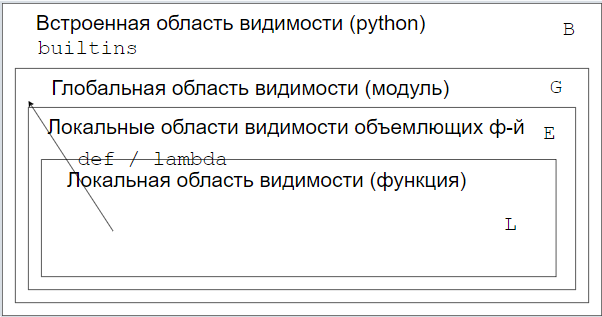 Встроенная область видимости (python)
B
builtins
Глобальная область видимости (модуль)
G
Локальные области видимости объемлющих ф-й
E
def / lambda
Локальная область видимости (функция)
L